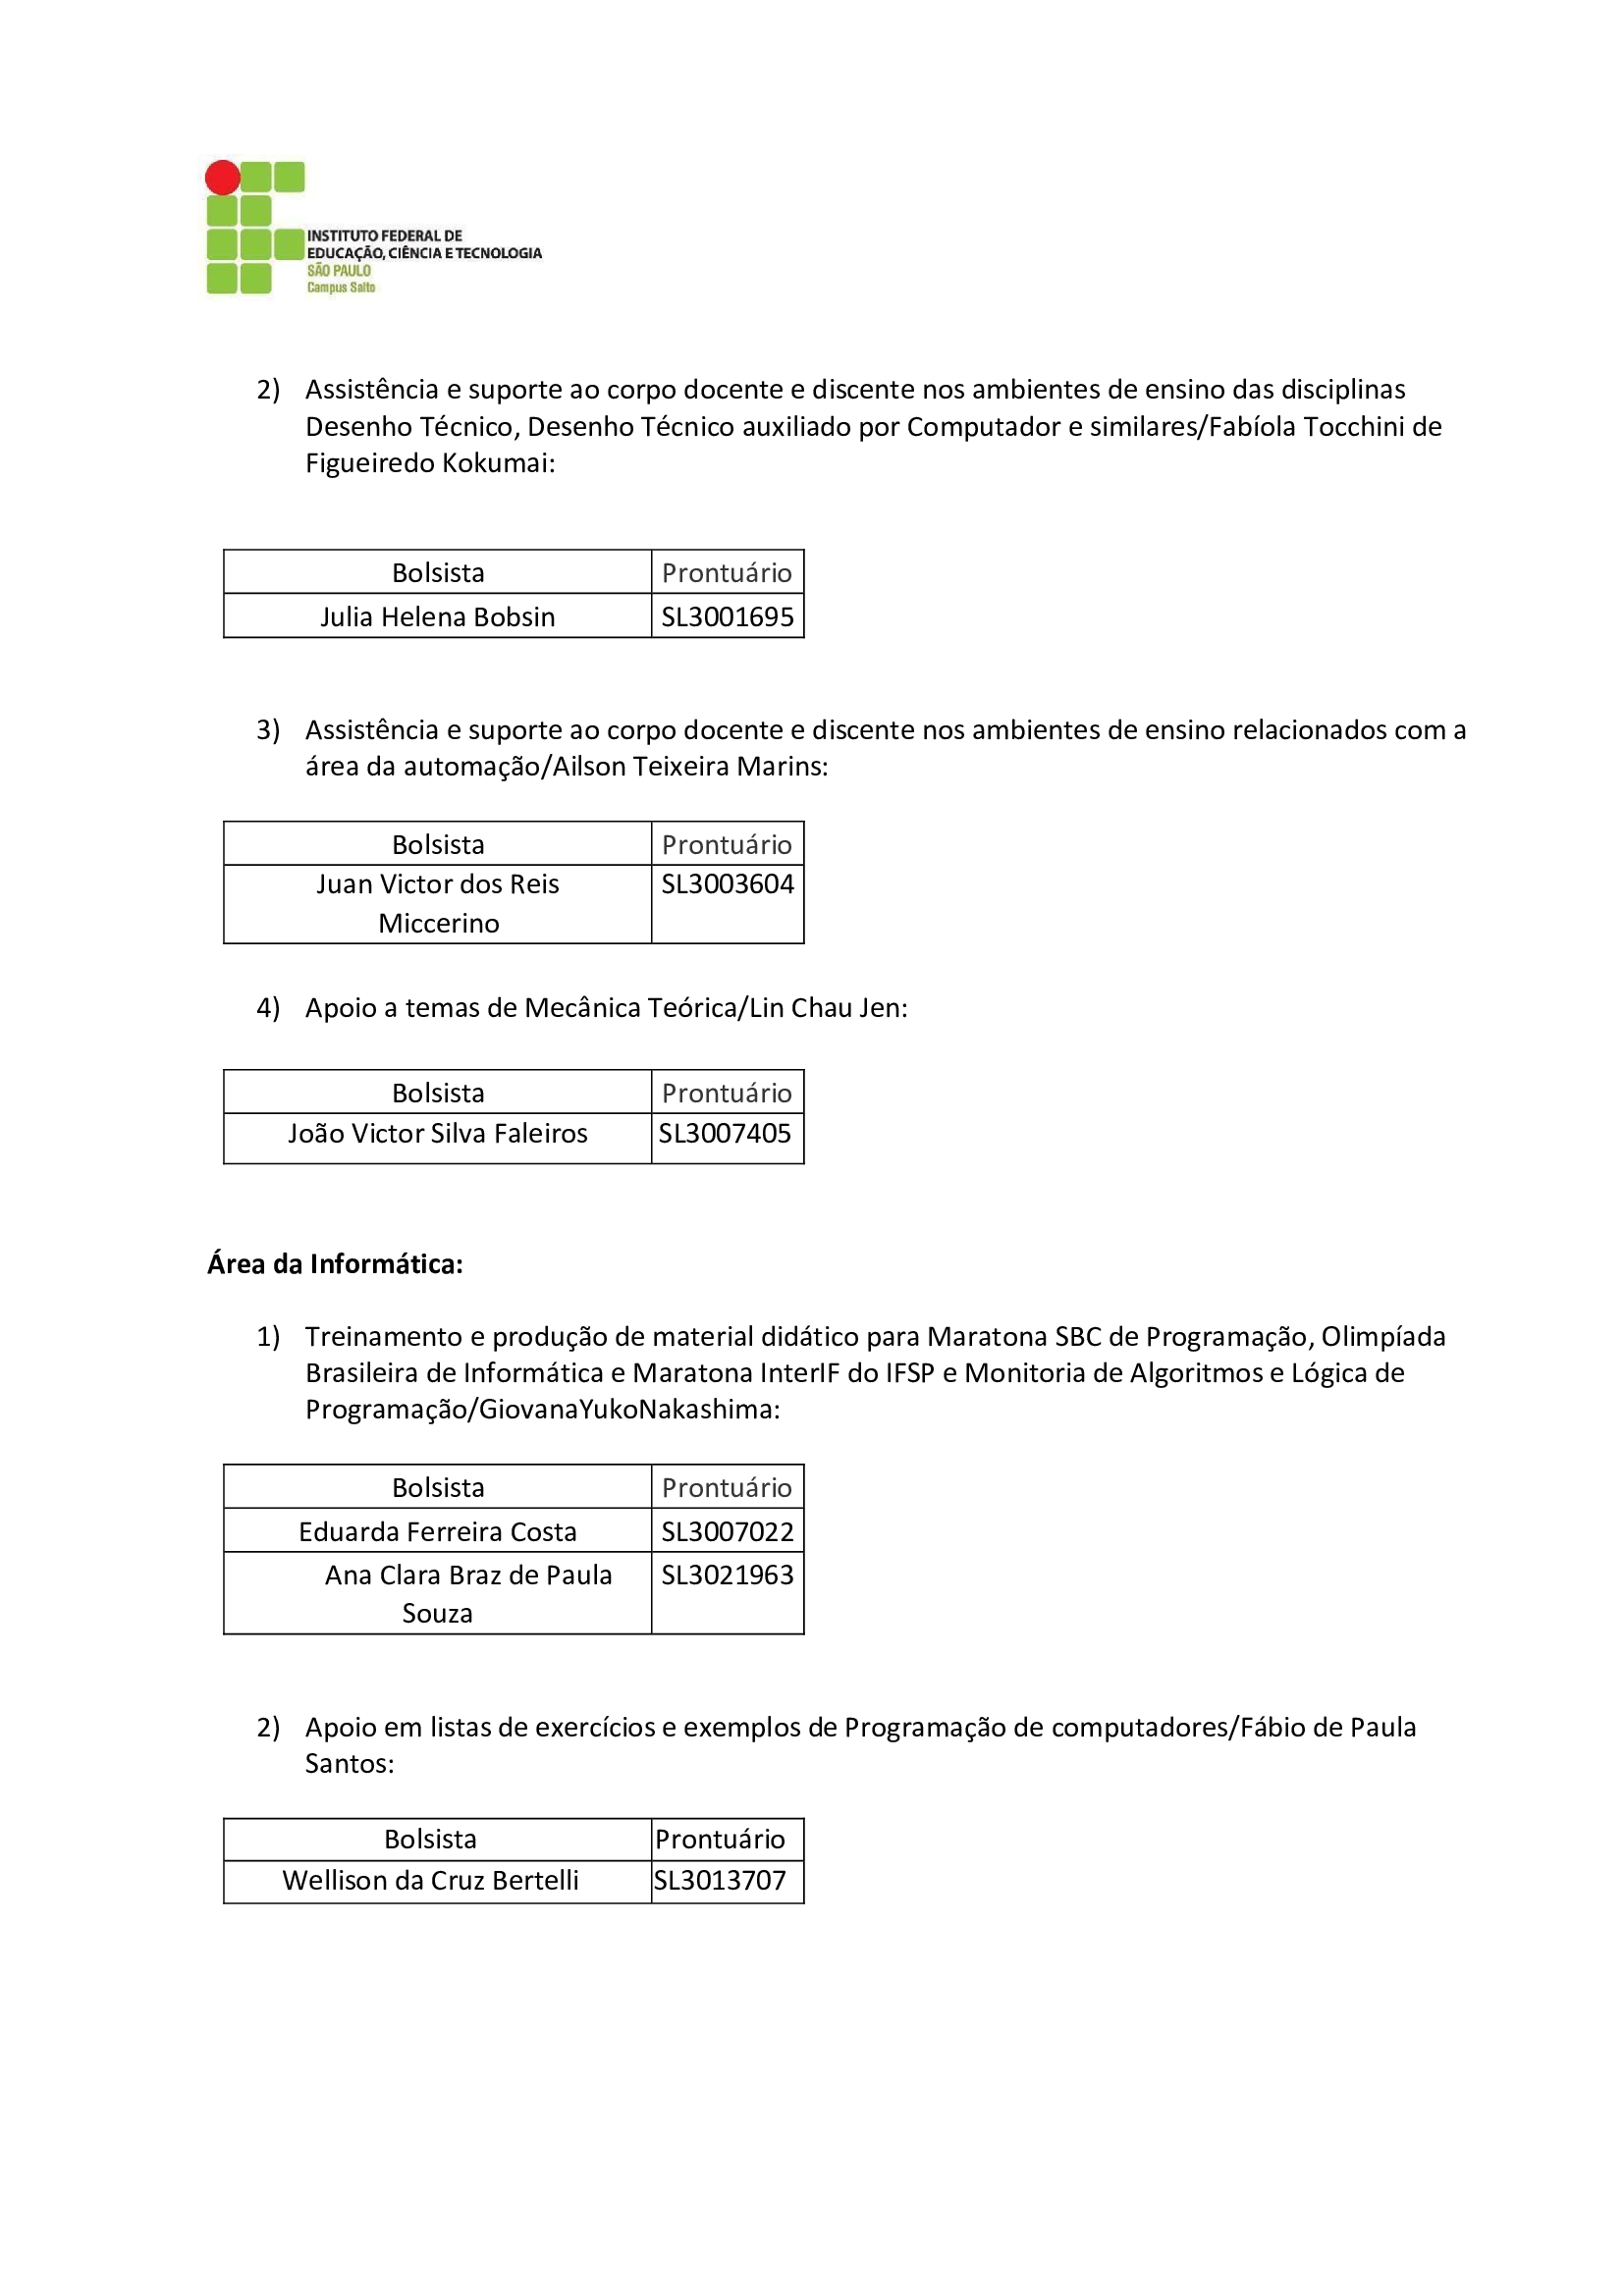 INSTITUTO FEDERAL DE
EDUCAÇÃO, CIÊNCIA E TECNOLOGIA
SÃO PAULO
Campus Salto
2) Assistência e suporte ao corpo docente e discente nos ambientes de ensino das disciplinas
Desenho Técnico, Desenho Técnico auxiliado por Computador e similares/Fabíola Tocchini de
Figueiredo Kokumai:
Bolsista Prontuário
Julia Helena Bobsin SL3001695
3) Assistência e suporte ao corpo docente e discente nos ambientes de ensino relacionados com a
área da automação/Ailson Teixeira Marins:
Bolsista Prontuário
Juan Victor dos Reis SL3003604
Miccerino
4) Apoio a temas de Mecânica Teórica/Lin Chau Jen:
Bolsista Prontuário
João Victor Silva Faleiros SL3007405
Área da Informática:
1) Treinamento e produção de material didático para Maratona SBC de Programação, Olimpíada
Brasileira de Informática e Maratona InterIF do IFSP e Monitoria de Algoritmos e Lógica de
Programação/GiovanaYukoNakashima:
Bolsista Prontuário
Eduarda Ferreira Costa SL3007022
Ana Clara Braz de Paula SL3021963
Souza
2) Apoio em listas de exercícios e exemplos de Programação de computadores/Fábio de Paula
Santos:
Bolsista Prontuário
Wellison da Cruz Bertelli SL3013707